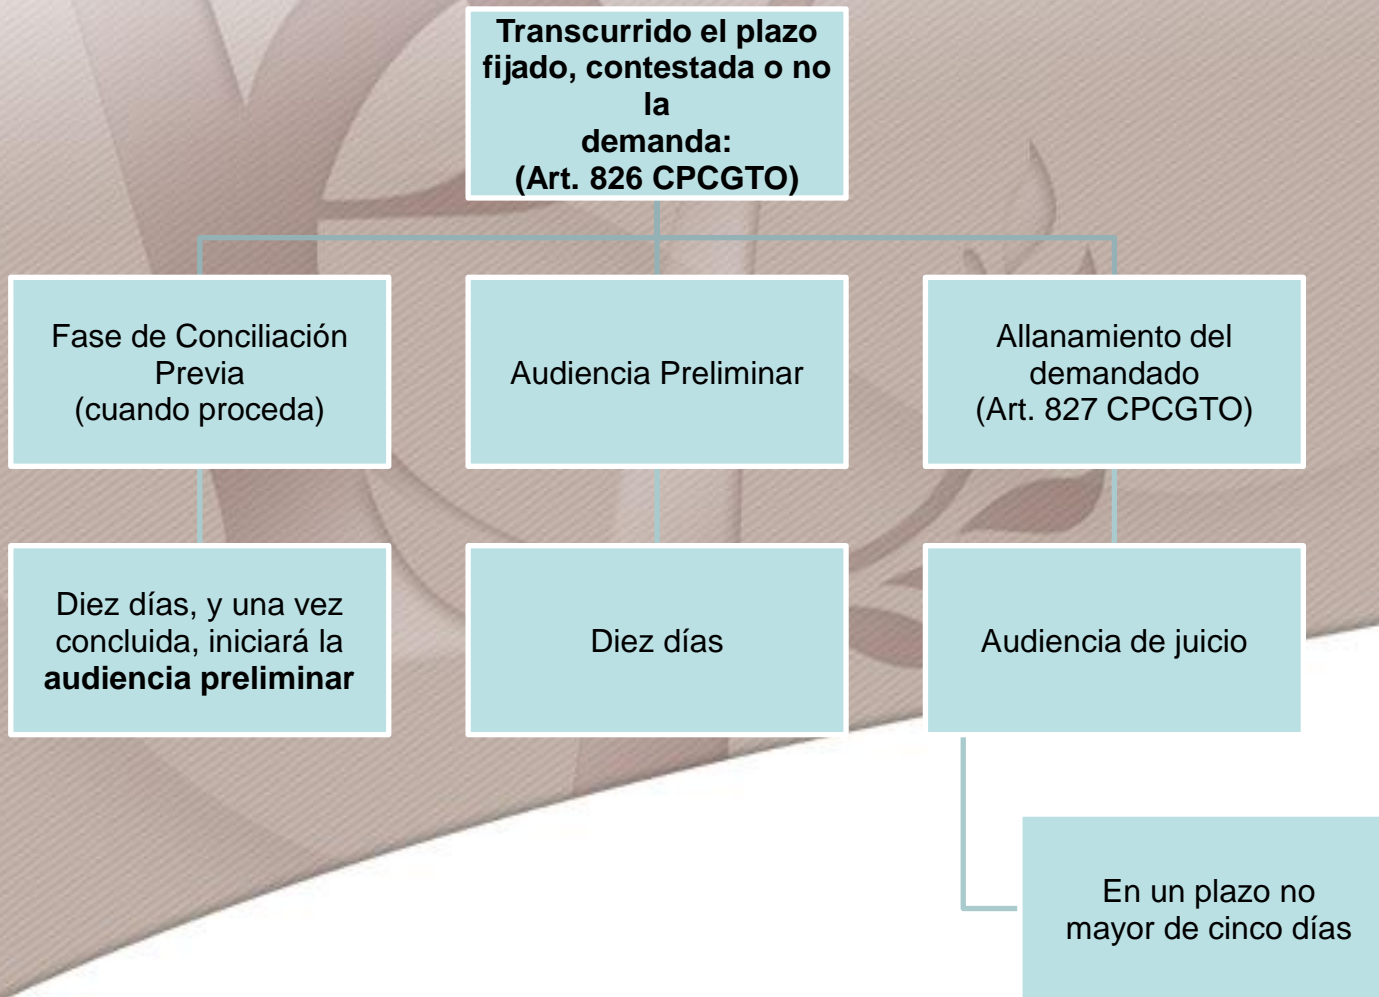 Transcurrido el plazo
fijado, contestada o no
la
demanda:
(Art. 826 CPCGTO)
Fase de Conciliación
Previa
(cuando proceda)
Audiencia Preliminar
Allanamiento del
demandado
(Art. 827 CPCGTO)
Diez días, y una vez
concluida, iniciará la
audiencia preliminar
Diez días
Audiencia de juicio
En un plazo no
mayor de cinco días